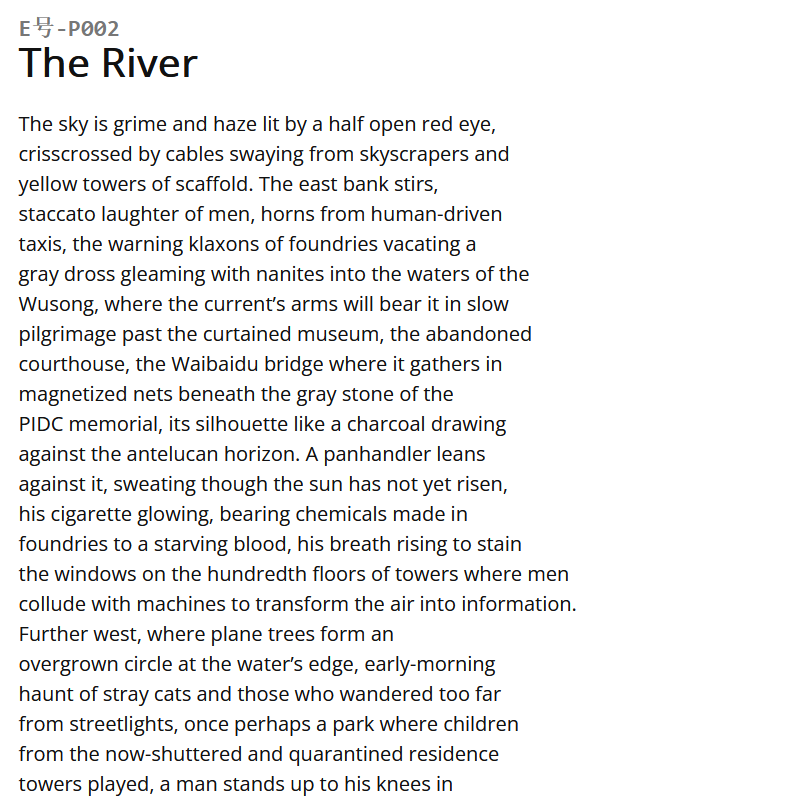 E号-P002
The River
The sky is grime and haze lit by a half open red eye,
crisscrossed by cables swaying from skyscrapers and
yellow towers of scaffold. The east bank stirs,
staccato laughter of men, horns from human-driven
taxis, the warning klaxons of foundries vacating a
gray dross gleaming with nanites into the waters of the
Wusong, where the current’s arms will bear it in slow
pilgrimage past the curtained museum, the abandoned
courthouse, the Waibaidu bridge where it gathers in
magnetized nets beneath the gray stone of the
PIDC memorial, its silhouette like a charcoal drawing
against the antelucan horizon. A panhandler leans
against it, sweating though the sun has not yet risen,
his cigarette glowing, bearing chemicals made in
foundries to a starving blood, his breath rising to stain
the windows on the hundredth floors of towers where men
collude with machines to transform the air into information.
Further west, where plane trees form an
overgrown circle at the water’s edge, early-morning
haunt of stray cats and those who wandered too far
from streetlights, once perhaps a park where children
from the now-shuttered and quarantined residence
towers played, a man stands up to his knees in